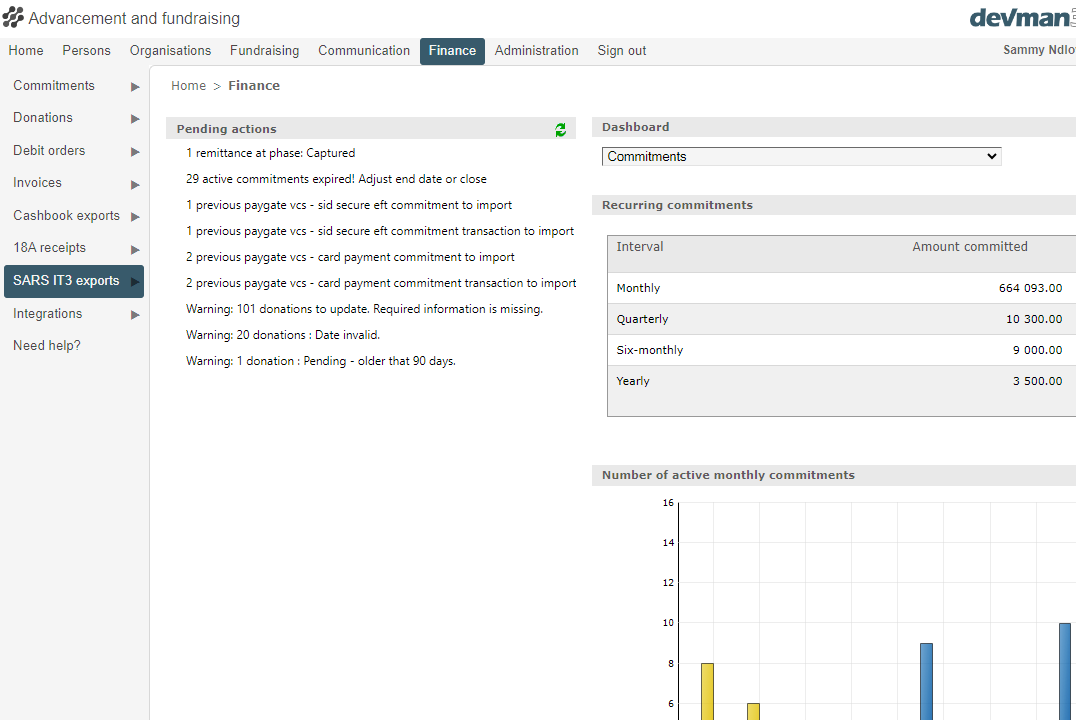 Advancement and fundraising
devman
Home Persons Organisations Fundraising Communication Finance Administration Sign out
Sammy
Commitments
Donations
Debit orders
Invoices
Cashbook exports
18A receipts
SARS IT3 exports
Integrations
Need help?
Home > Finance
Pending actions
1 remittance at phase: Captured
29 active commitments expired! Adjust end date or close
1 previous paygate vcs - sid secure eft commitment to import
1 previous paygate vcs - sid secure eft commitment transaction to import
2 previous paygate vcs - card payment commitment to import
2 previous paygate vcs - card payment commitment transaction to import
Warning: 101 donations to update. Required information is missing.
Warning: 20 donations : Date invalid.
Warning: 1 donation : Pending - older that 90 days.
Dashboard
Commitments
Recurring commitments
Interval Amount committed
Monthly 664 093.00
Quarterly 10 300.00
Six-monthly 9 000.00
Yearly 3 500.00
Number of active monthly commitments
16
14
12
10
8
6